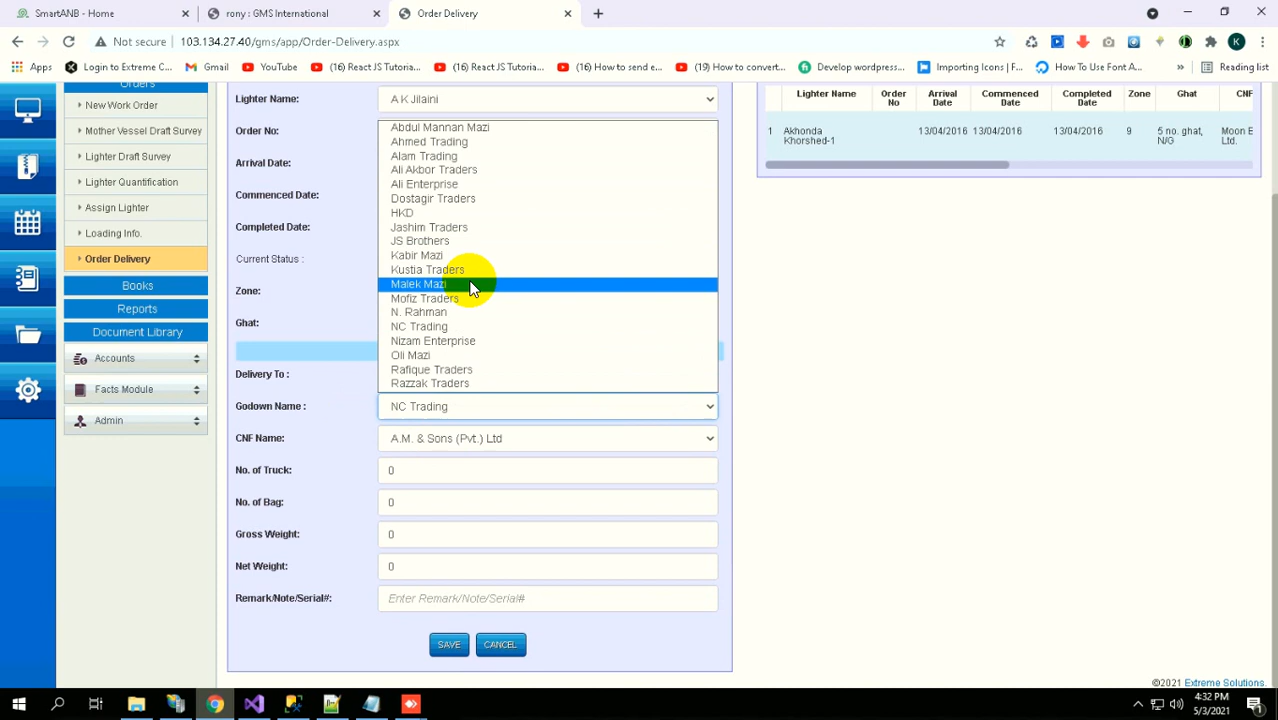 SmartANB - Home
rony : GMS International
Order Delivery
Not secure
103.134.27.40/gms/app/Order-Delivery.aspx
K
Apps
Login to Extreme C...
Gmail
YouTube
(16) React JS Tutoria...
(16) React JS Tutoria...
(16) How to send e...
(19) How to convert...
Develop wordpress...
Importing Icons | F...
How To Use Font A...
»
Reading list
Orders
New Work Order
Mother Vessel Draft Survey
Lighter Draft Survey
Lighter Quantification
Assign Lighter
Loading Info.
Order Delivery
Books
Reports
Document Library
Accounts
Facts Module
Admin
Lighter Name:
A K Jilaini
Order No:
Arrival Date:
Commenced Date:
Completed Date:
Current Status :
Zone:
Ghat:
Delivery To :
Abdul Mannan Mazi
Ahmed Trading
Alam Trading
Ali Akbor Traders
Ali Enterprise
Dostagir Traders
HKD
Jashim Traders
JS Brothers
Kabir Mazi
Kustia Traders
Malek Mazi
Mofiz Traders
N. Rahman
NC Trading
Nizam Enterprise
Oli Mazi
Rafique Traders
Razzak Traders
Godown Name :
NC Trading
CNF Name:
A.M. & Sons (Pvt.) Ltd
No. of Truck:
0
No. of Bag:
0
Gross Weight:
0
Net Weight:
0
Remark/Note/Serial#:
Enter Remark/Note/Serial#
SAVE
CANCEL
Lighter Name Order No Arrival Date Commenced Date Completed Date Zone Ghat CNF
1 Akhonda Khorshed-1 13/04/2016 13/04/2016 13/04/2016 9 5 no. ghat, N/G Moon E Ltd.
©2021 Extreme Solutions.
4:32 PM
5/3/2021